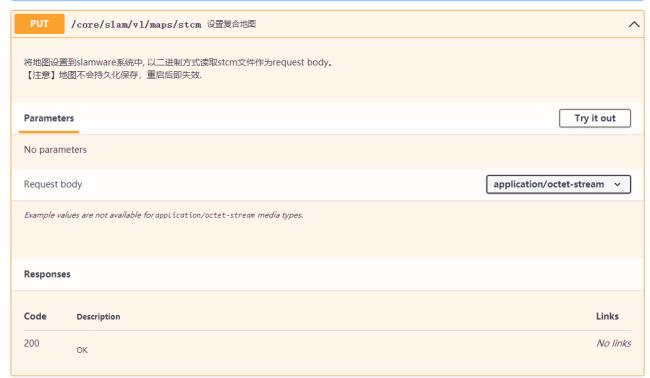 PUT /core/slam/v1/maps/stcm 设置复合地图
将地图设置到slamware系统中, 以二进制方式读取stcm文件作为request body。
【注意】地图不会持久化保存，重启后即失效.
Parameters Try it out
No parameters
Request body application/octet-stream
Example values are not available for application/octet-stream media types.
Responses
Code Description Links
200 OK No links